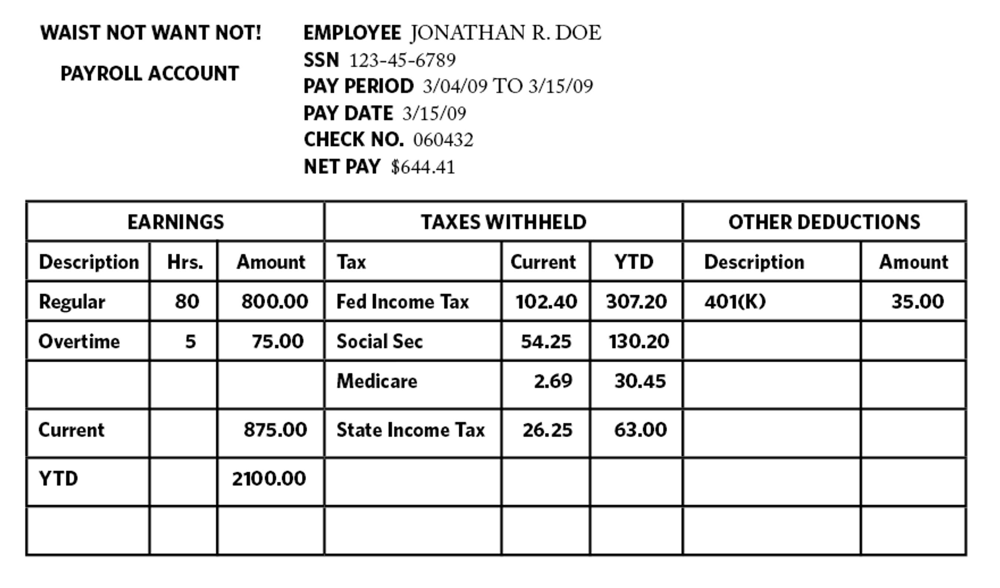 WAIST NOT WANT NOT!
PAYROLL ACCOUNT
EMPLOYEE JONATHAN R. DOE
SSN 123-45-6789
PAY PERIOD 3/04/09 TO 3/15/09
PAY DATE 3/15/09
CHECK NO. 060432
NET PAY $644.41
EARNINGS TAXES WITHHELD OTHER DEDUCTIONS
Description Hrs. Amount Tax Current YTD Description Amount
Regular 80 800.00 Fed Income Tax 102.40 307.20 401(K) 35.00
Overtime 5 75.00 Social Sec 54.25 130.20
Medicare 2.69 30.45
Current 875.00 State Income Tax 26.25 63.00
YTD 2100.00